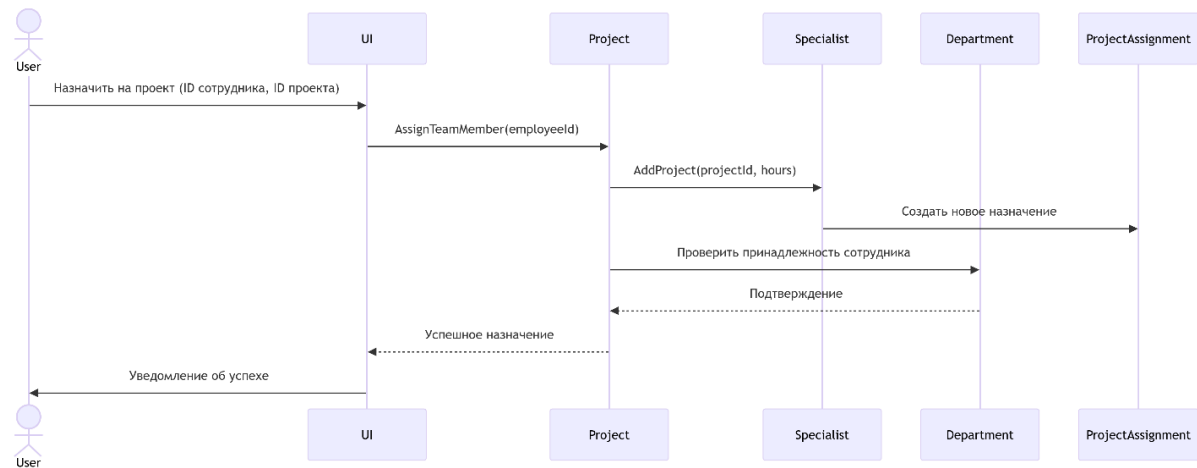 User
UI
Project
Specialist
Department
ProjectAssignment
Назначить на проект (ID сотрудника, ID проекта)
AssignTeamMember(employeeId)
AddProject(projectId, hours)
Создать новое назначение
Проверить принадлежность сотрудника
Подтверждение
Успешное назначение
Уведомление об успехе
User
UI
Project
Specialist
Department
ProjectAssignment